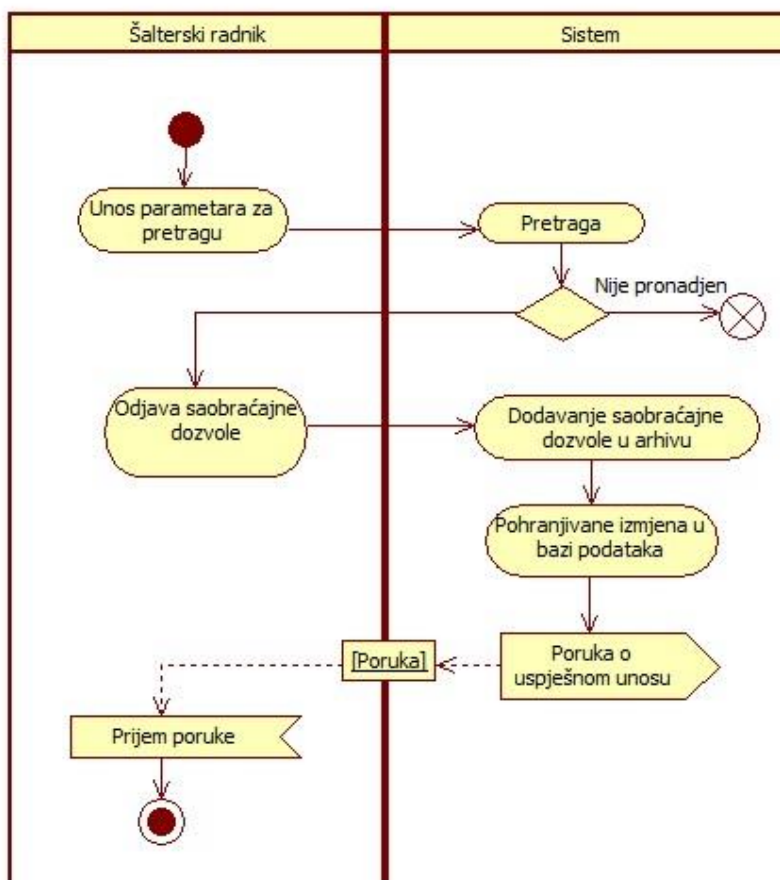 Šalterski radnik
Sistem
Unos parametara za
pretragu
Pretraga
Nije pronadjen
Odjava saobraćajne
dozvole
Dodavanje saobraćajne
dozvole u arhivu
Pohranjivane izmjena u
bazi podataka
Poruka o
uspješnom unosu
[Poruka]
Prijem poruke